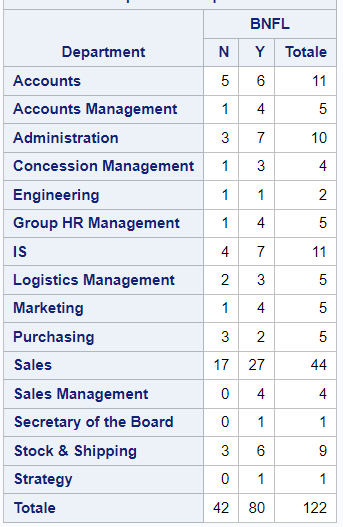 BNFL
Department N Y Totale
Accounts 5 6 11
Accounts Management 1 4 5
Administration 3 7 10
Concession Management 1 3 4
Engineering 1 1 2
Group HR Management 1 4 5
IS 4 7 11
Logistics Management 2 3 5
Marketing 1 4 5
Purchasing 3 2 5
Sales 17 27 44
Sales Management 0 4 4
Secretary of the Board 0 1 1
Stock & Shipping 3 6 9
Strategy 0 1 1
Totale 42 80 122